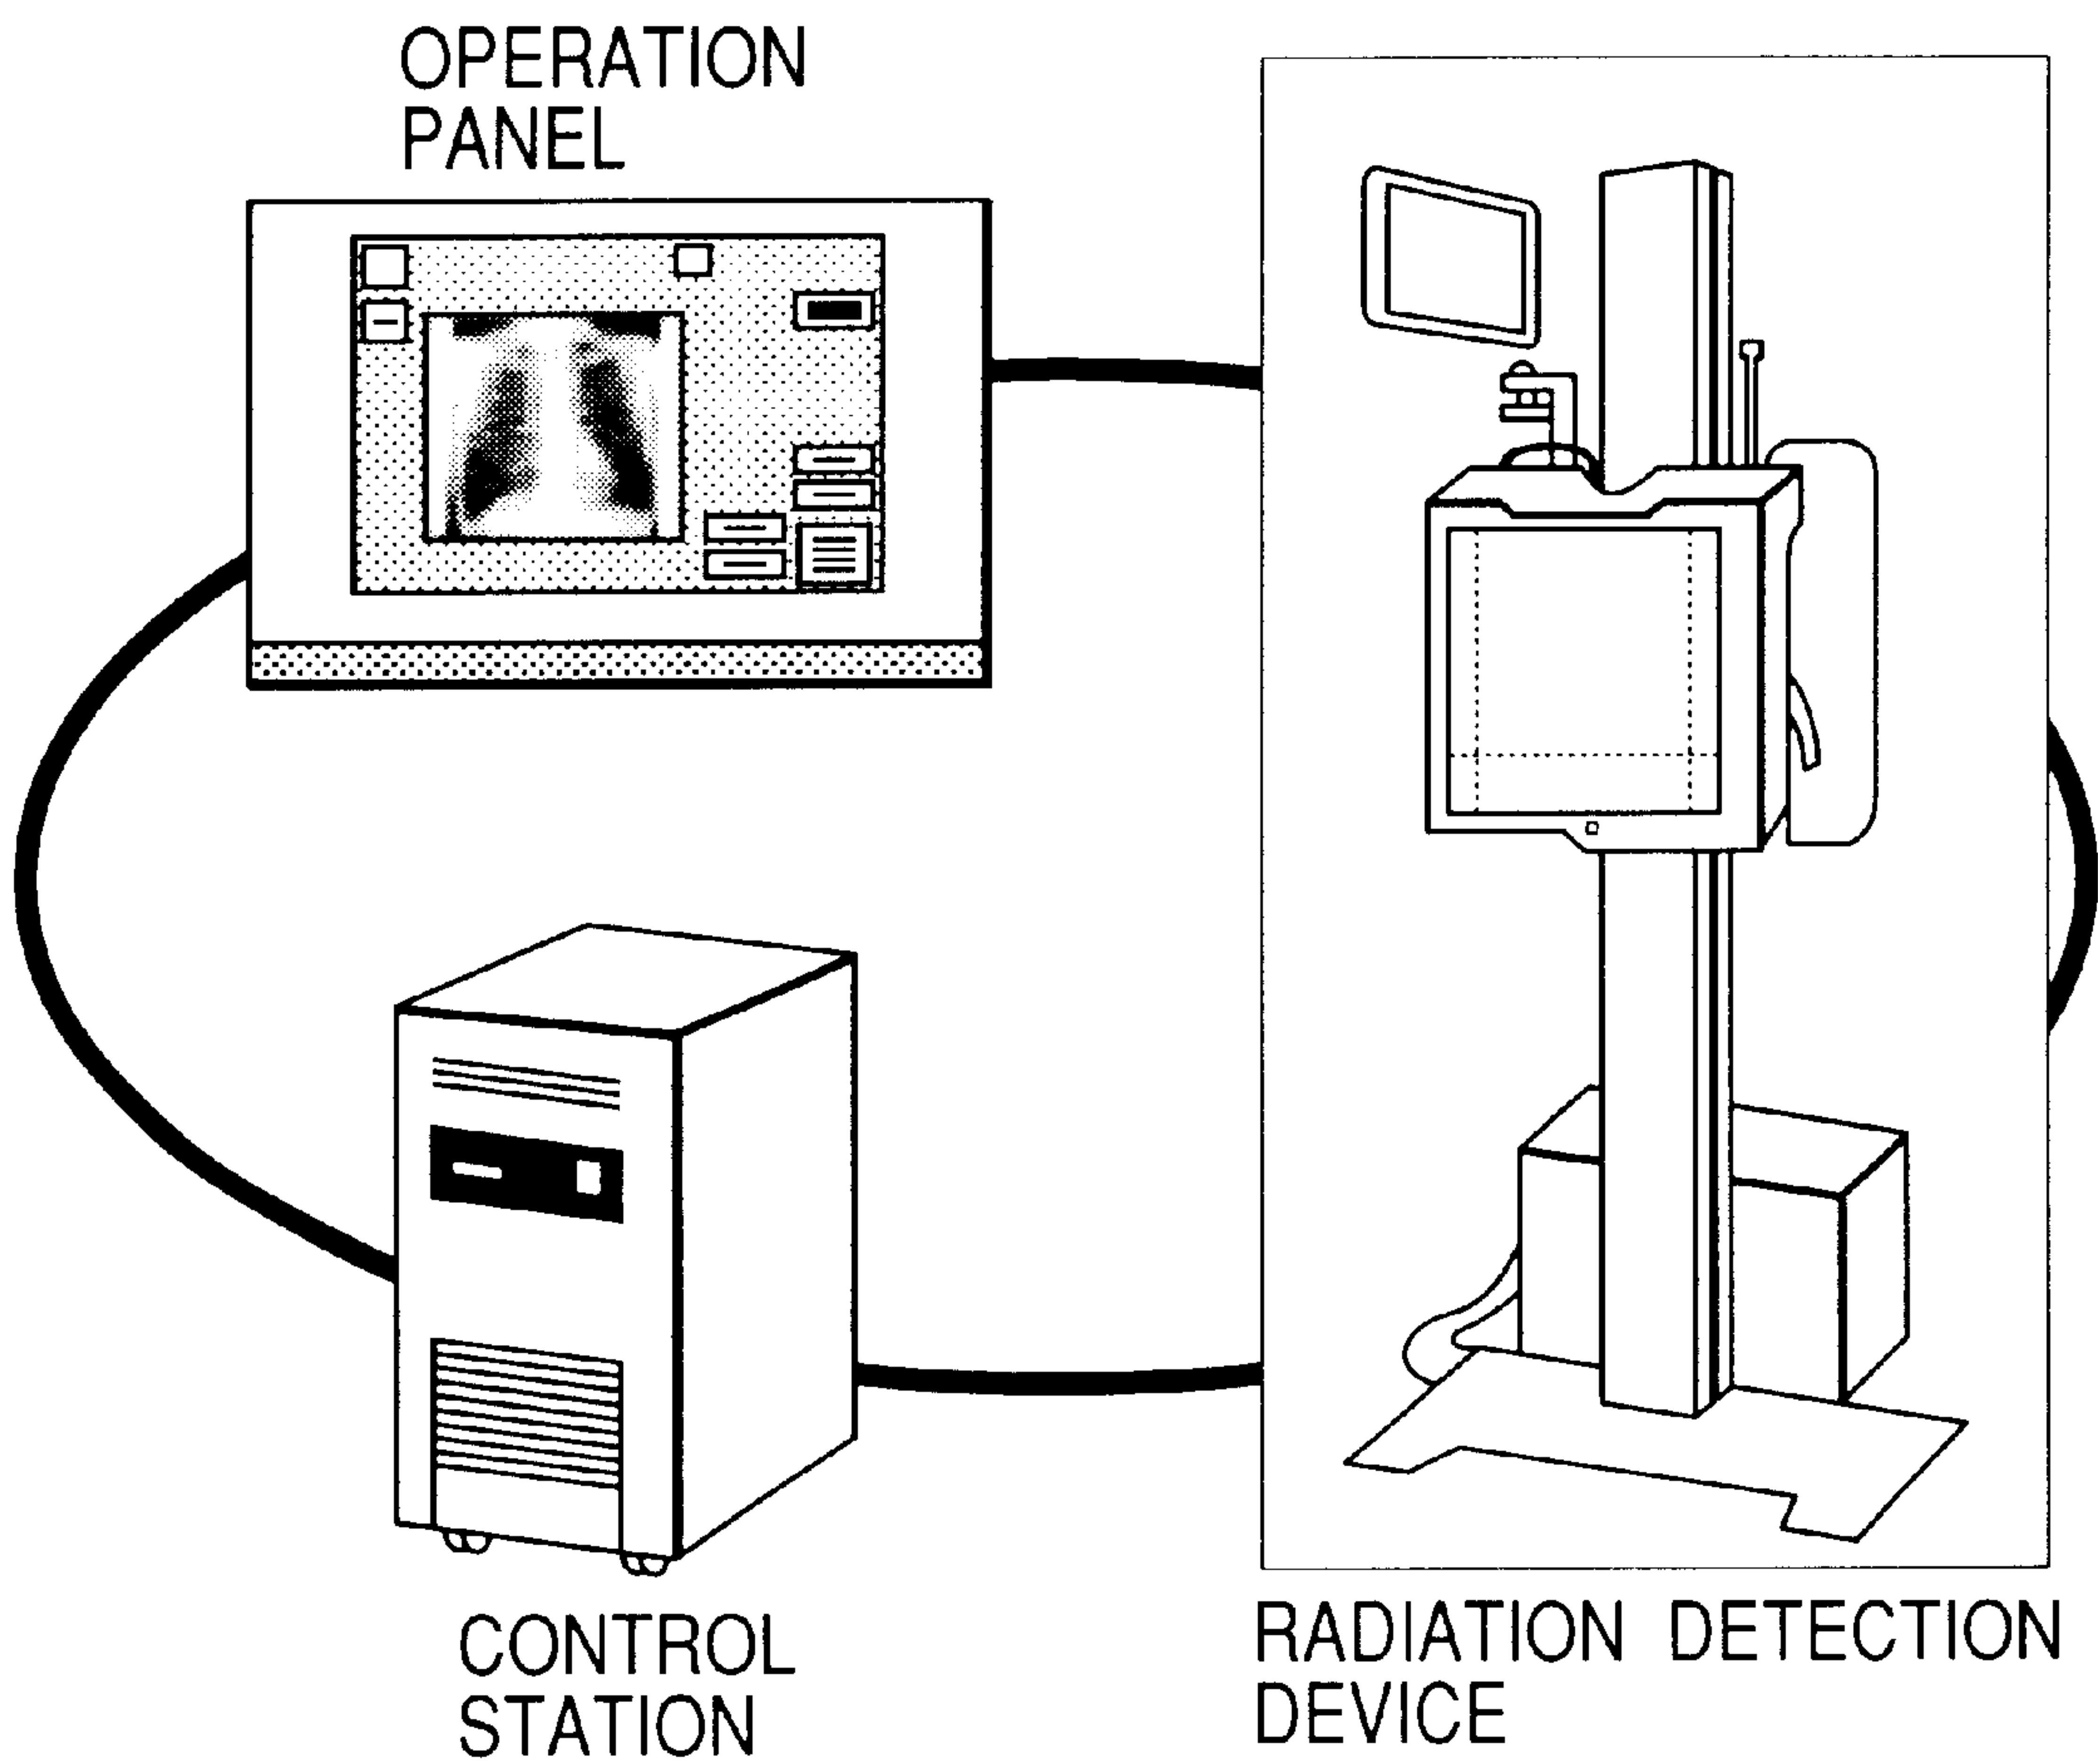 OPERATION
PANEL
CONTROL
STATION
RADIATION DETECTION
DEVICE